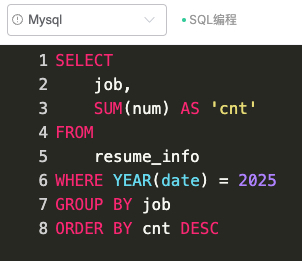 Mysql
SQL编程
1 SELECT
2     job,
3     SUM(num) AS 'cnt'
4 FROM
5     resume_info
6 WHERE YEAR(date) = 2025
7 GROUP BY job
8 ORDER BY cnt DESC